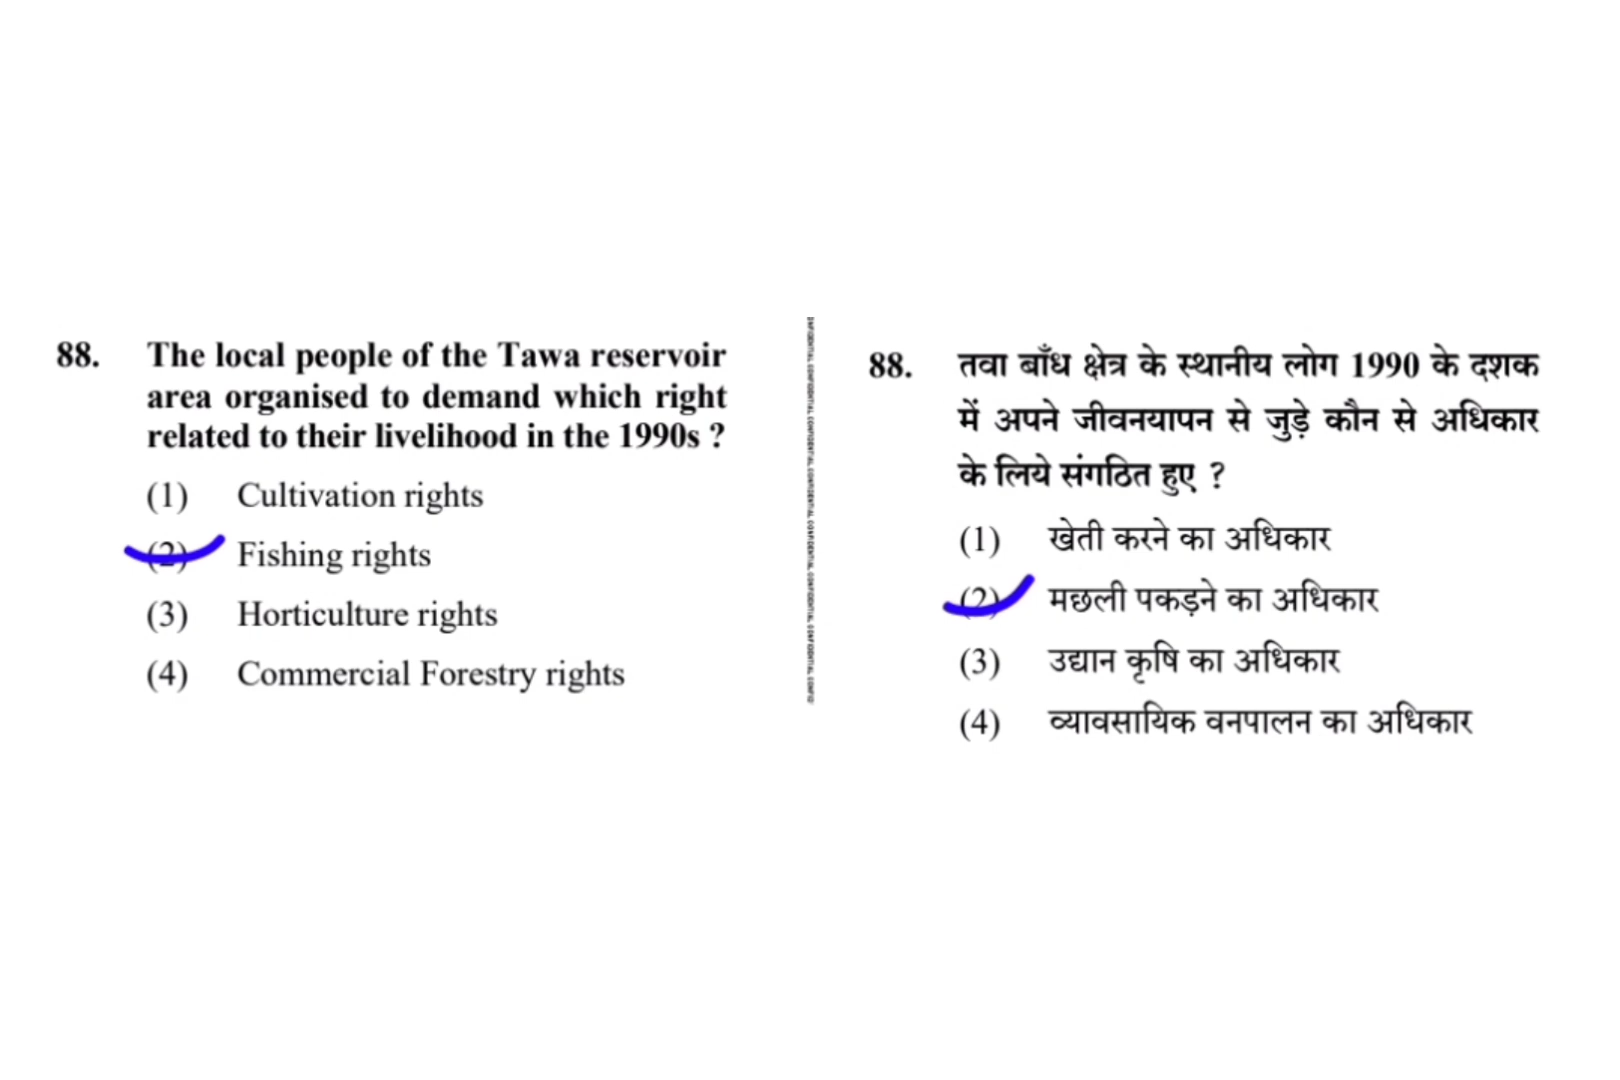 88. The local people of the Tawa reservoir
area organised to demand which right
related to their livelihood in the 1990s ?
(1) Cultivation rights
(2) Fishing rights
(3) Horticulture rights
(4) Commercial Forestry rights
88. तवा बाँध क्षेत्र के स्थानीय लोग 1990 के दशक
में अपने जीवनयापन से जुड़े कौन से अधिकार
के लिये संगठित हुए ?
(1) खेती करने का अधिकार
(2) मछली पकड़ने का अधिकार
(3) उद्यान कृषि का अधिकार
(4) व्यावसायिक वनपालन का अधिकार